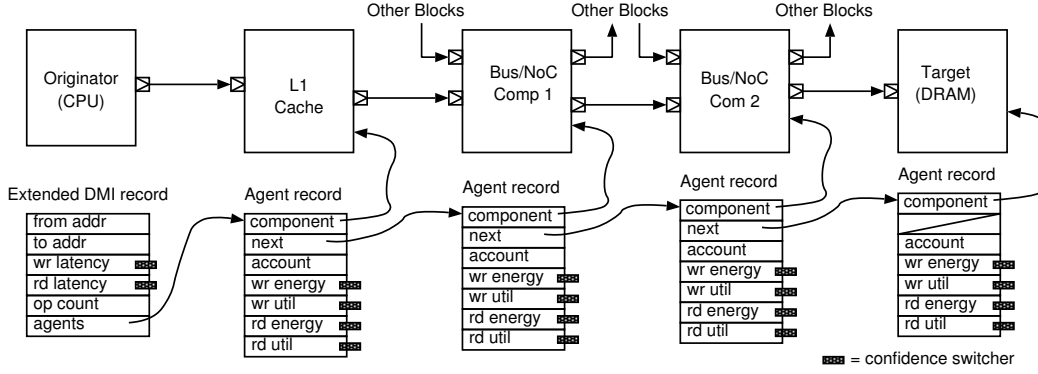 Other Blocks
Other Blocks
Other Blocks
Other Blocks
Originator
(CPU)
L1
Cache
Bus/NoC
Comp 1
Bus/NoC
Com 2
Target
(DRAM)
Extended DMI record
from addr
to addr
wr latency
rd latency
op count
agents
Agent record
component
next
account
wr energy
wr util
rd energy
rd util
Agent record
component
next
account
wr energy
wr util
rd energy
rd util
Agent record
component
next
account
wr energy
wr util
rd energy
rd util
Agent record
component
account
wr energy
wr util
rd energy
rd util
= confidence switcher